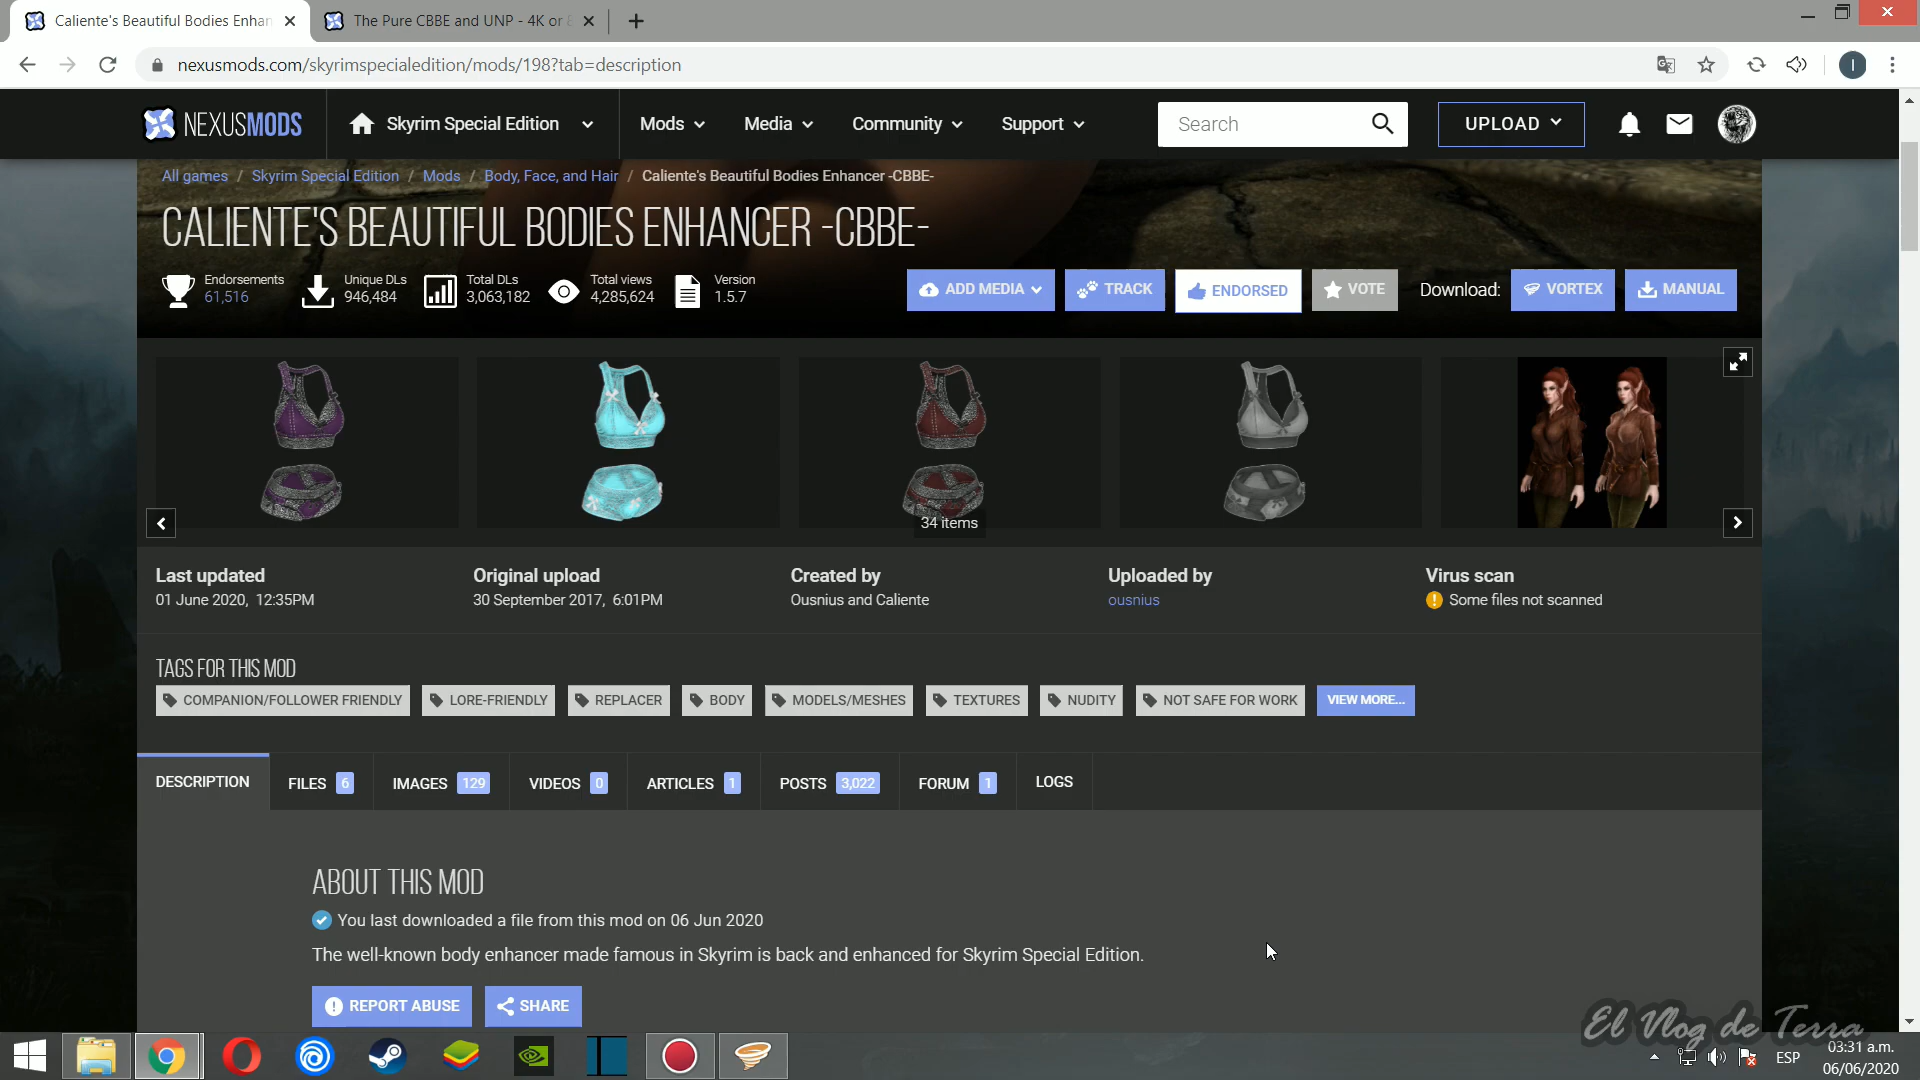 Caliente's Beautiful Bodies Enhan
The Pure CBBE and UNP - 4K or
nexusmods.com/skyrimspecialedition/mods/198?tab=description
I
NEXUSMODS
Skyrim Special Edition
Mods
Media
Community
Support
Search
UPLOAD
All games / Skyrim Special Edition / Mods / Body, Face, and Hair / Caliente's Beautiful Bodies Enhancer -CBBE-
CALIENTE'S BEAUTIFUL BODIES ENHANCER -CBBE-
Endorsements
61,516
Unique DLs
946,484
Total DLs
3,063,182
Total views
4,285,624
Version
1.5.7
ADD MEDIA
TRACK
ENDORSED
VOTE
Download:
VORTEX
MANUAL
34 items
Last updated
01 June 2020, 12:35PM
Original upload
30 September 2017, 6:01PM
Created by
Ousnius and Caliente
Uploaded by
ousnius
Virus scan
Some files not scanned
TAGS FOR THIS MOD
COMPANION/FOLLOWER FRIENDLY
LORE-FRIENDLY
REPLACER
BODY
MODELS/MESHES
TEXTURES
NUDITY
NOT SAFE FOR WORK
VIEW MORE...
DESCRIPTION
FILES 6
IMAGES 129
VIDEOS 0
ARTICLES 1
POSTS 3,022
FORUM 1
LOGS
ABOUT THIS MOD
You last downloaded a file from this mod on 06 Jun 2020
The well-known body enhancer made famous in Skyrim is back and enhanced for Skyrim Special Edition.
REPORT ABUSE
SHARE
El Vlog de Terra
ESP
03:31 a.m.
06/06/2020